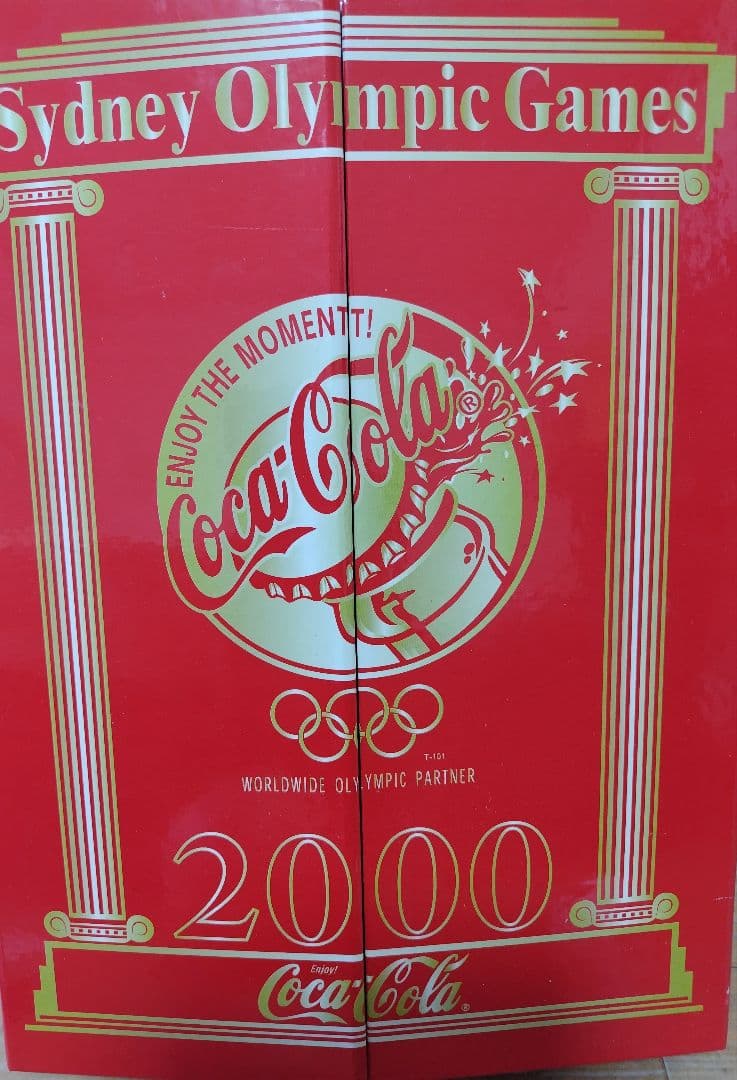 Sydney Olympic Games
ENJOY THE MOMENTT!
Coca-Cola®
T-101
WORLDWIDE OLYMPIC PARTNER
2000
Enjoy!
Coca-Cola®